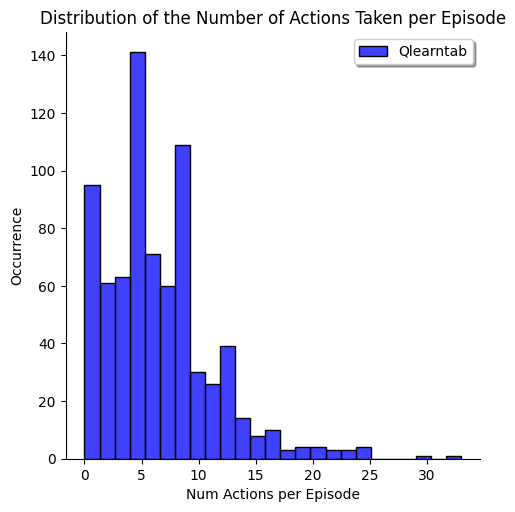 Distribution of the Number of Actions Taken per Episode
Qlearntab
140
120
100
80
60
40
20
0
Occurrence
0 5 10 15 20 25 30
Num Actions per Episode